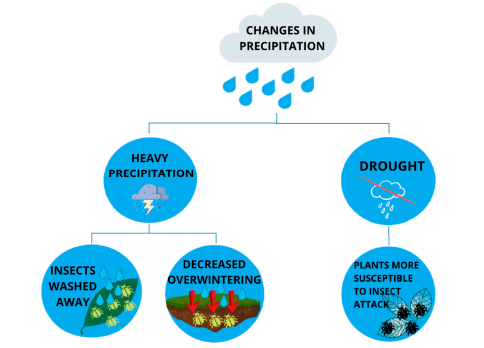 CHANGES IN
PRECIPITATION
HEAVY
PRECIPITATION
DROUGHT
INSECTS
WASHED
AWAY
DECREASED
OVERWINTERING
PLANTS MORE
SUSCEPTIBLE
TO INSECT
ATTACK